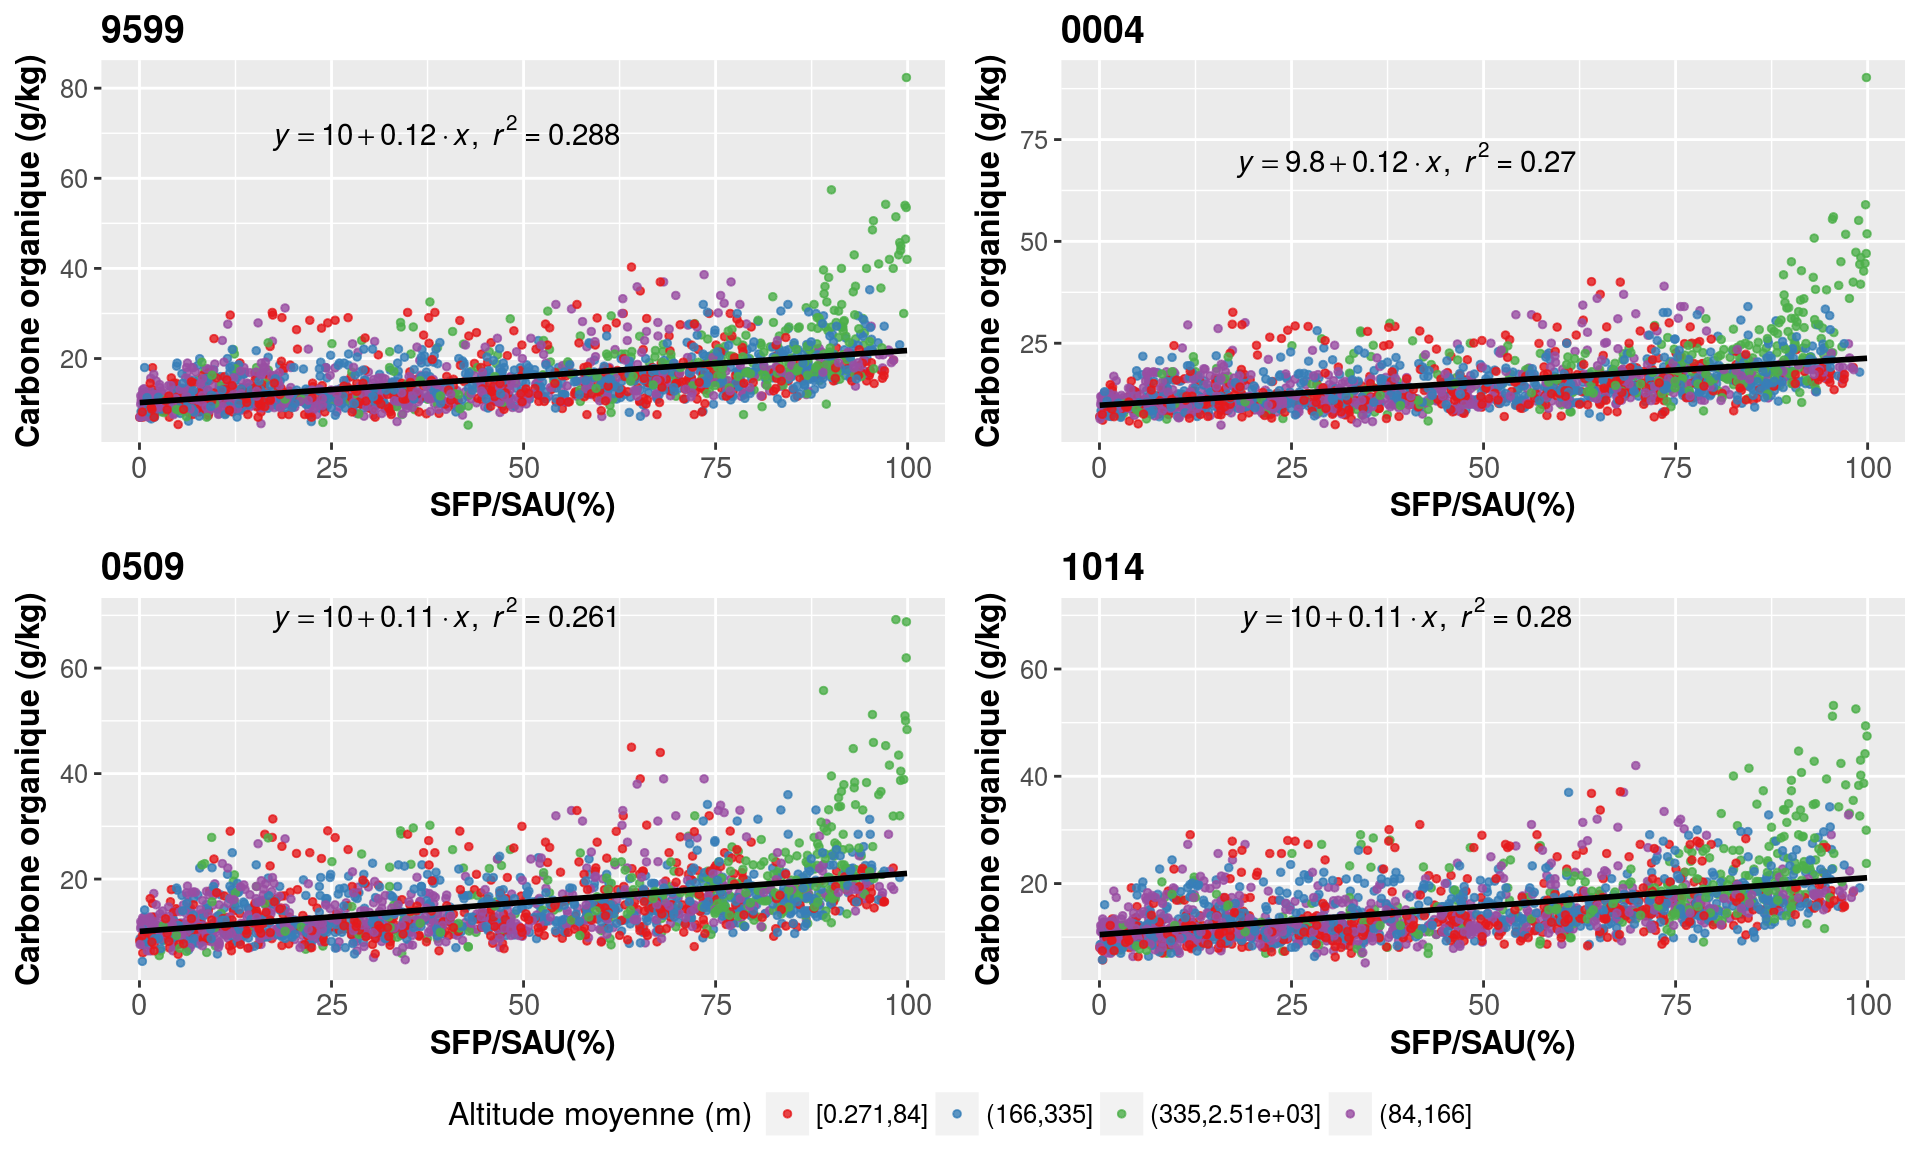 9599
Carbone organique (g/kg)
80
60
40
20
y = 10 + 0.12 · x, r² = 0.288
0 25 50 75 100
SFP/SAU(%)
0004
Carbone organique (g/kg)
75
50
25
y = 9.8 + 0.12 · x, r² = 0.27
0 25 50 75 100
SFP/SAU(%)
0509
Carbone organique (g/kg)
60
40
20
y = 10 + 0.11 · x, r² = 0.261
0 25 50 75 100
SFP/SAU(%)
1014
Carbone organique (g/kg)
60
40
20
y = 10 + 0.11 · x, r² = 0.28
0 25 50 75 100
SFP/SAU(%)
Altitude moyenne (m) [0.271,84] (166,335] (335,2.51e+03] (84,166]